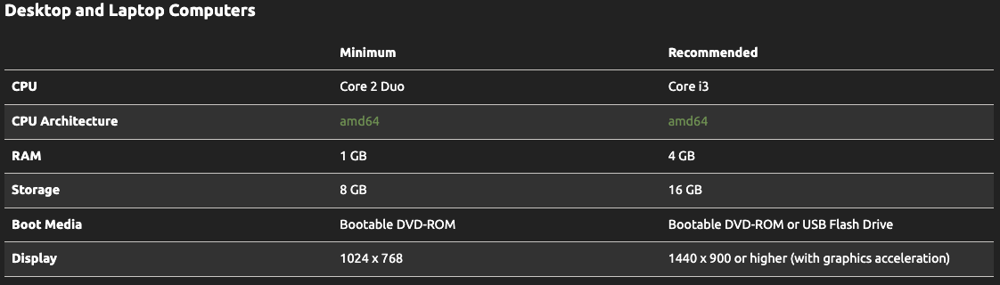 Desktop and Laptop Computers
Minimum Recommended
CPU Core 2 Duo Core i3
CPU Architecture amd64 amd64
RAM 1 GB 4 GB
Storage 8 GB 16 GB
Boot Media Bootable DVD-ROM Bootable DVD-ROM or USB Flash Drive
Display 1024 x 768 1440 x 900 or higher (with graphics acceleration)